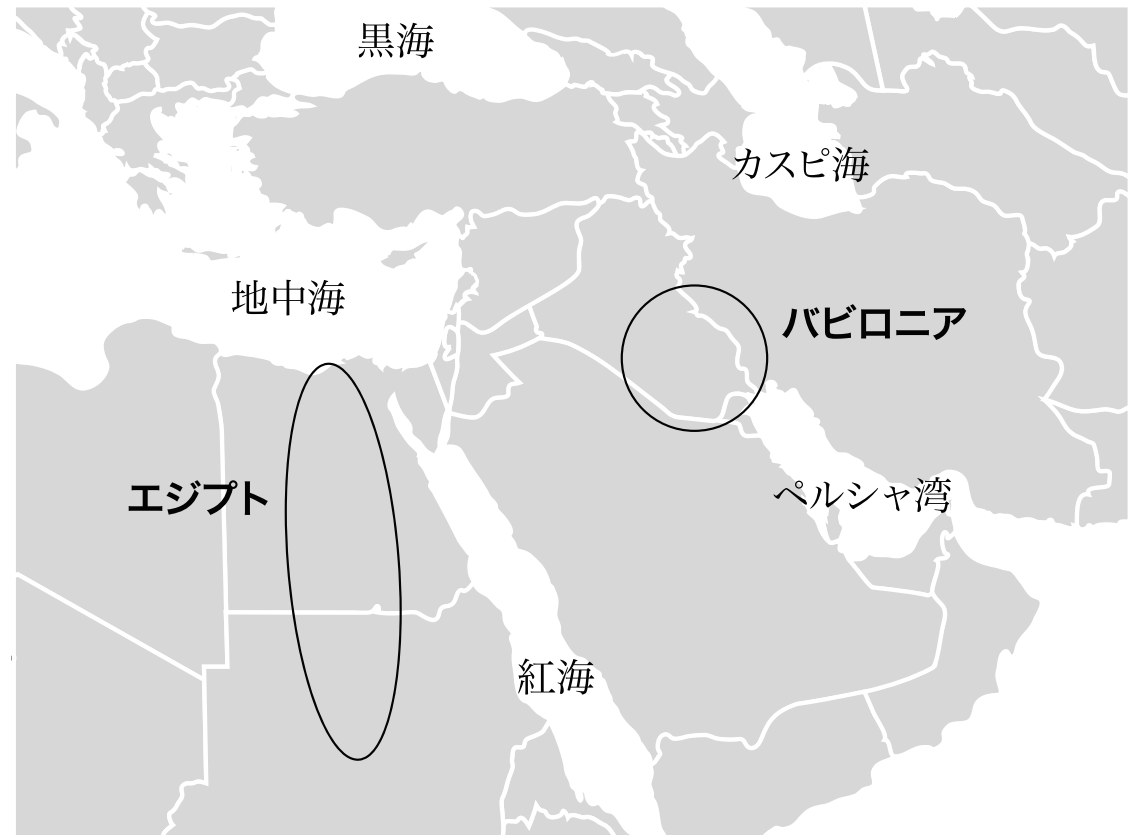 黒海
カスピ海
地中海
バビロニア
エジプト
ペルシャ湾
紅海